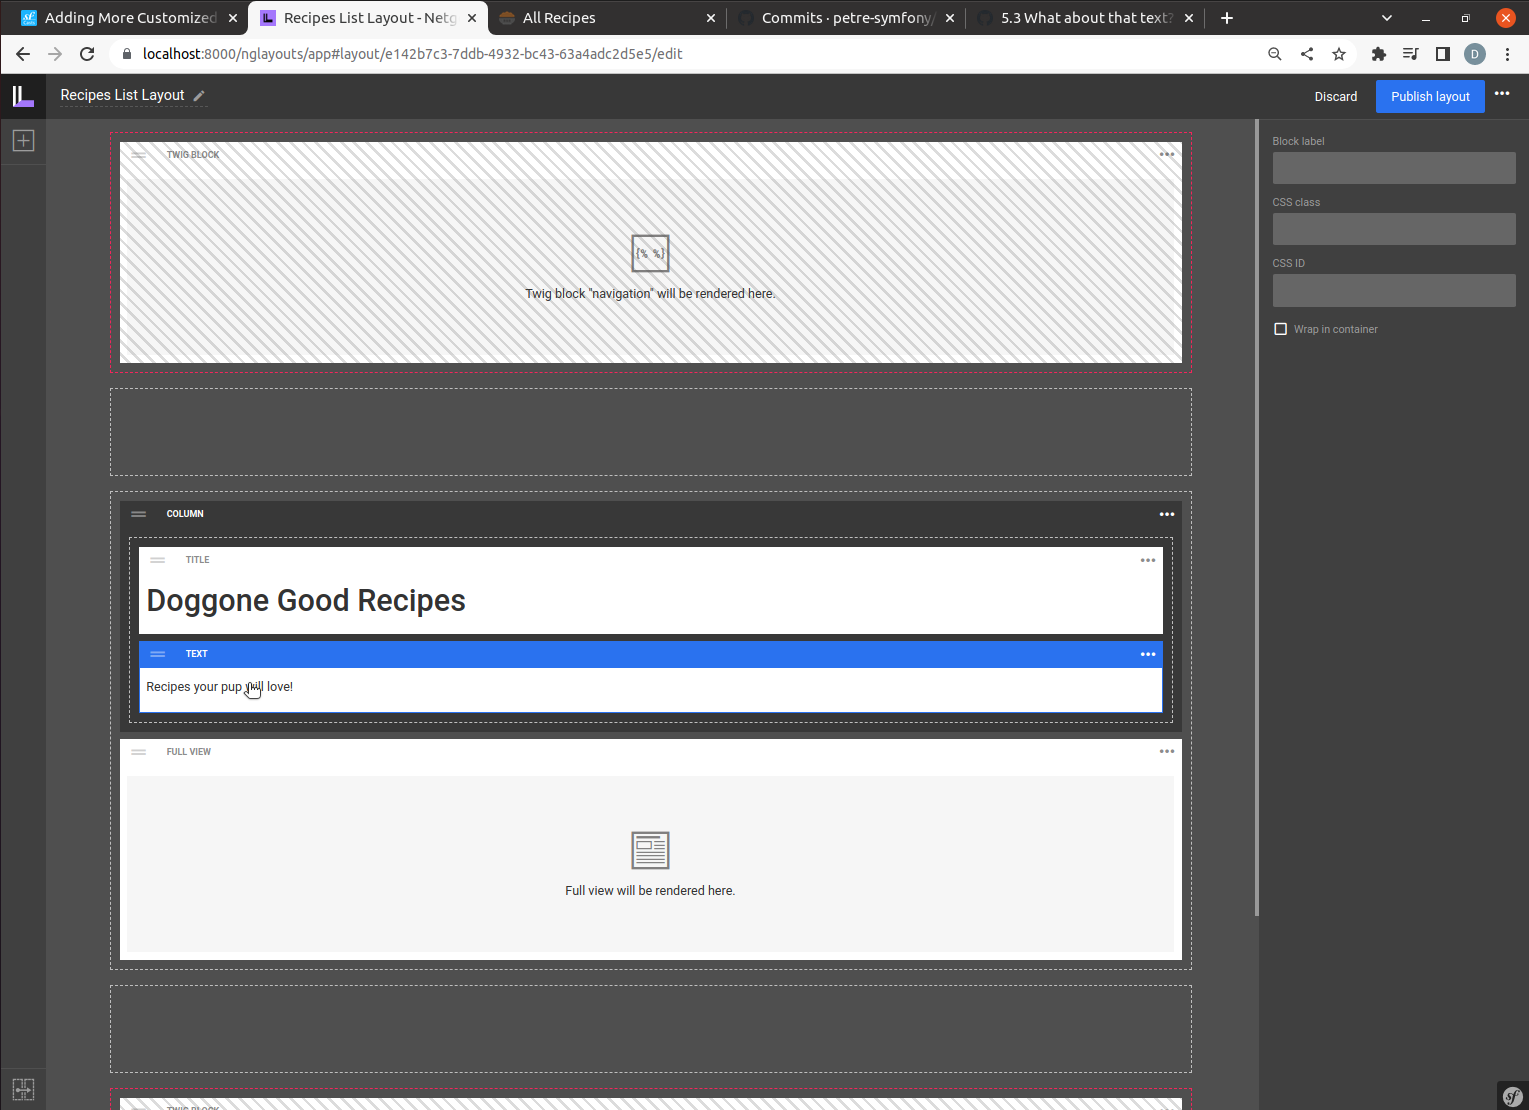 Adding More Customized
Recipes List Layout - Netg
All Recipes
Commits · petre-symfony/
5.3 What about that text?
localhost:8000/nglayouts/app#layout/e142b7c3-7ddb-4932-bc43-63a4adc2d5e5/edit
D
Recipes List Layout
Discard
Publish layout
TWIG BLOCK
{% %}
Twig block "navigation" will be rendered here.
Block label
CSS class
CSS ID
Wrap in container
COLUMN
TITLE
Doggone Good Recipes
TEXT
Recipes your pup will love!
FULL VIEW
Full view will be rendered here.
TWIG BLOCK
sf